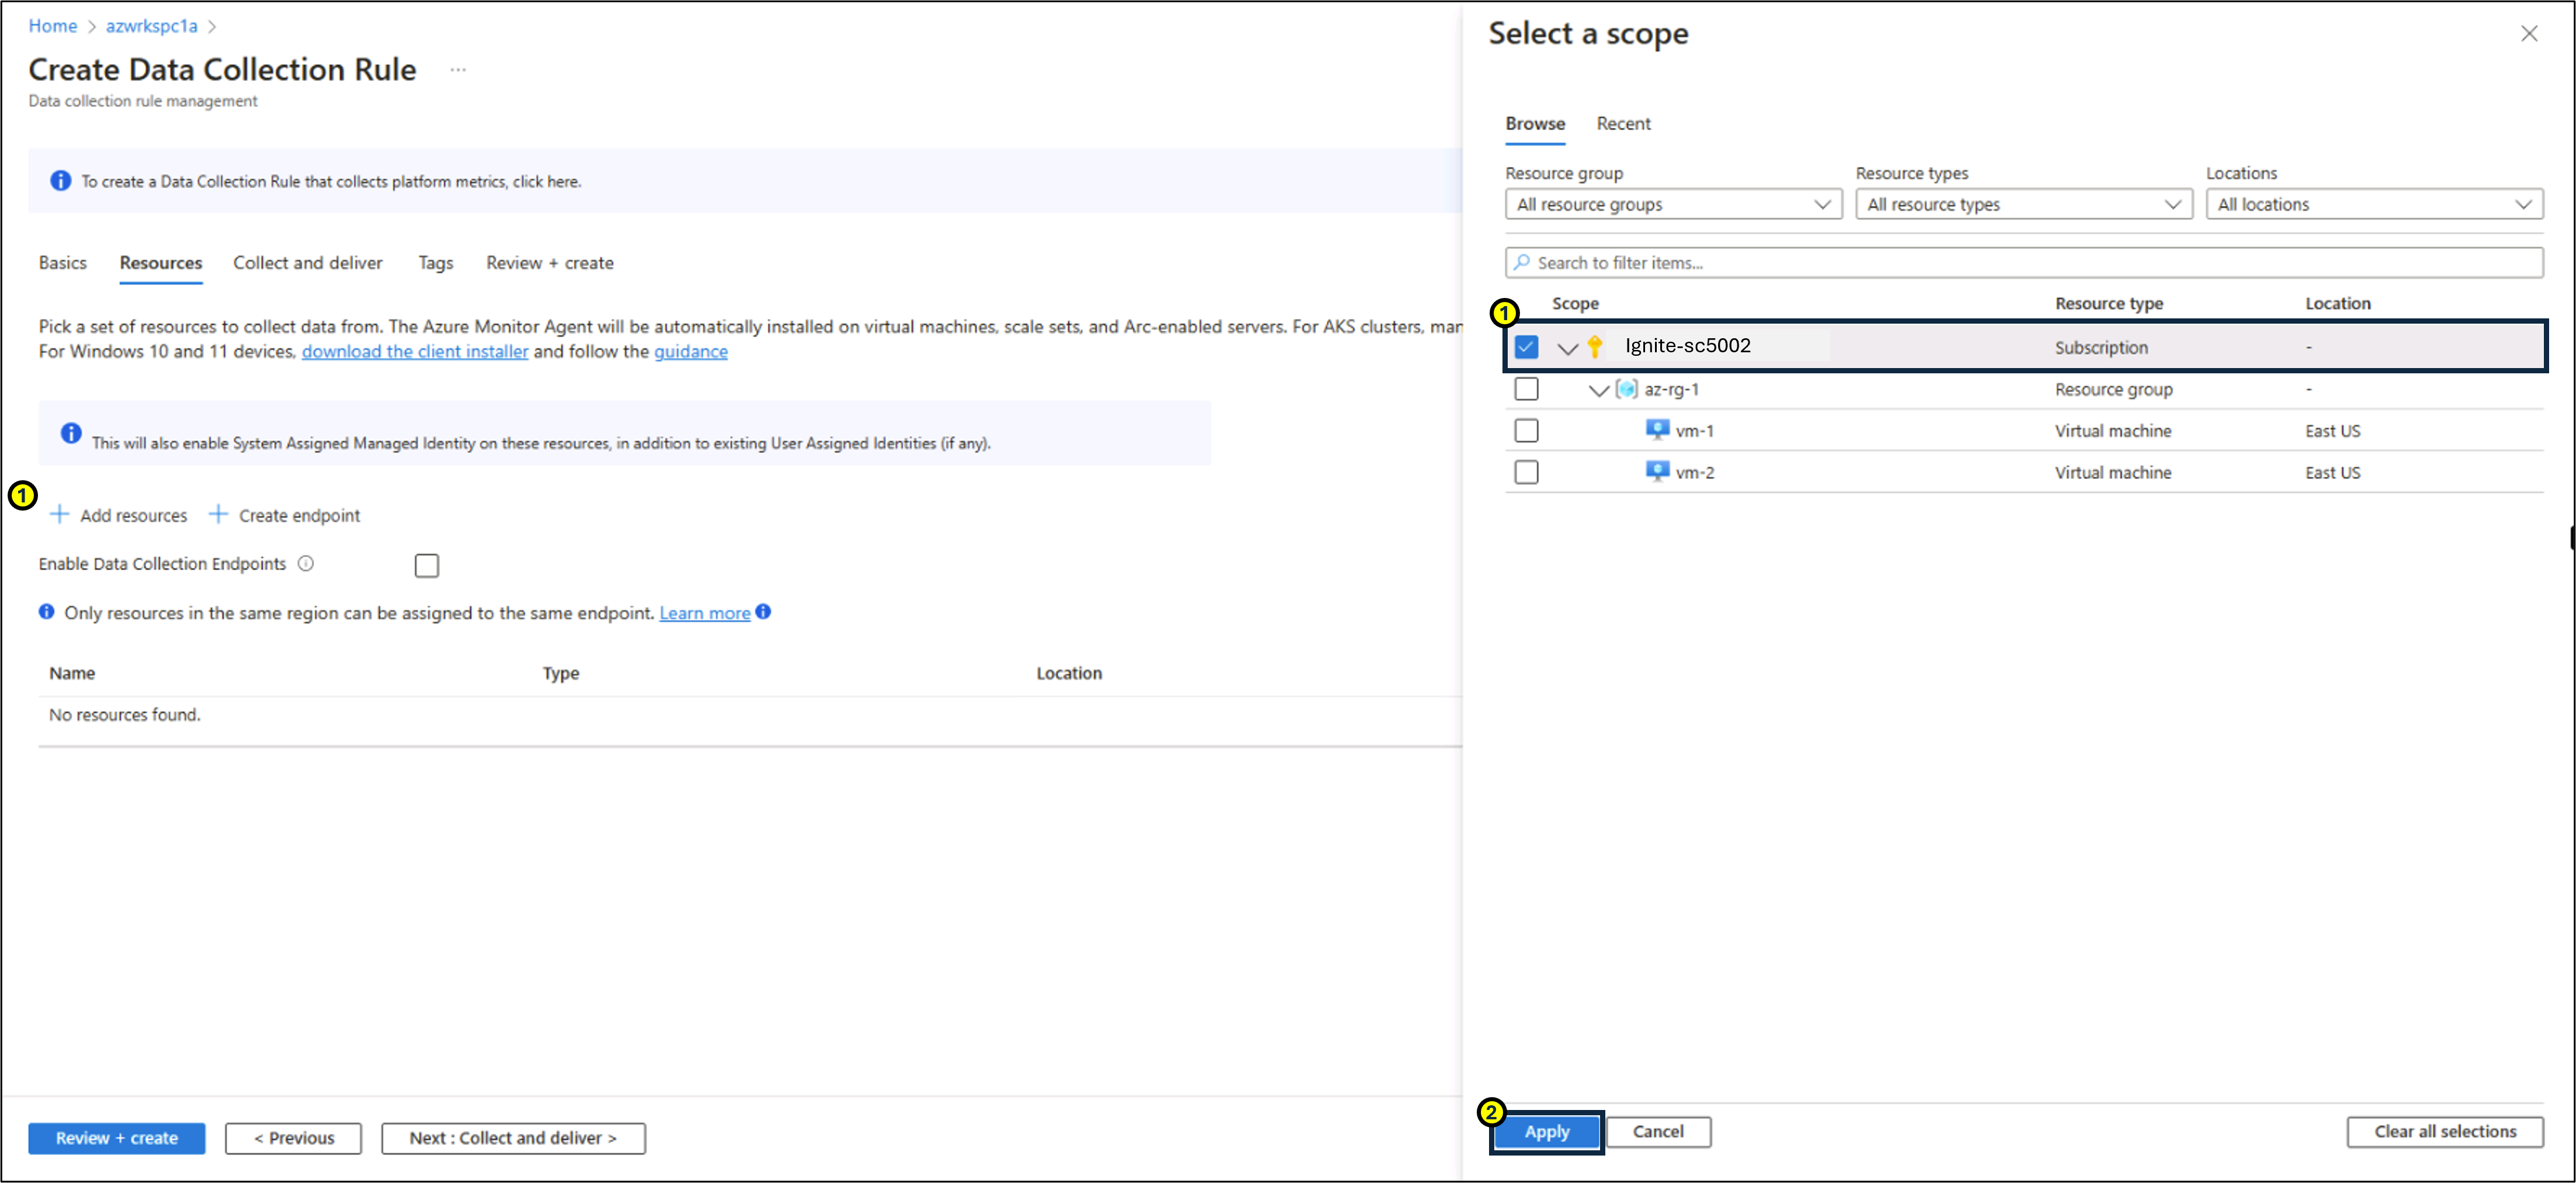 Home > azwrkspc1a >
Create Data Collection Rule ...
Data collection rule management
To create a Data Collection Rule that collects platform metrics, click here.
Basics Resources Collect and deliver Tags Review + create
Pick a set of resources to collect data from. The Azure Monitor Agent will be automatically installed on virtual machines, scale sets, and Arc-enabled servers. For AKS clusters, mar
For Windows 10 and 11 devices, download the client installer and follow the guidance
This will also enable System Assigned Managed Identity on these resources, in addition to existing User Assigned Identities (if any).
1
+ Add resources + Create endpoint
Enable Data Collection Endpoints
Only resources in the same region can be assigned to the same endpoint. Learn more
Name Type Location
No resources found.
Review + create < Previous Next : Collect and deliver >
Select a scope
Browse Recent
Resource group Resource types Locations
All resource groups All resource types All locations
Search to filter items...
Scope Resource type Location
1
Ignite-sc5002 Subscription -
az-rg-1 Resource group -
vm-1 Virtual machine East US
vm-2 Virtual machine East US
2
Apply Cancel Clear all selections